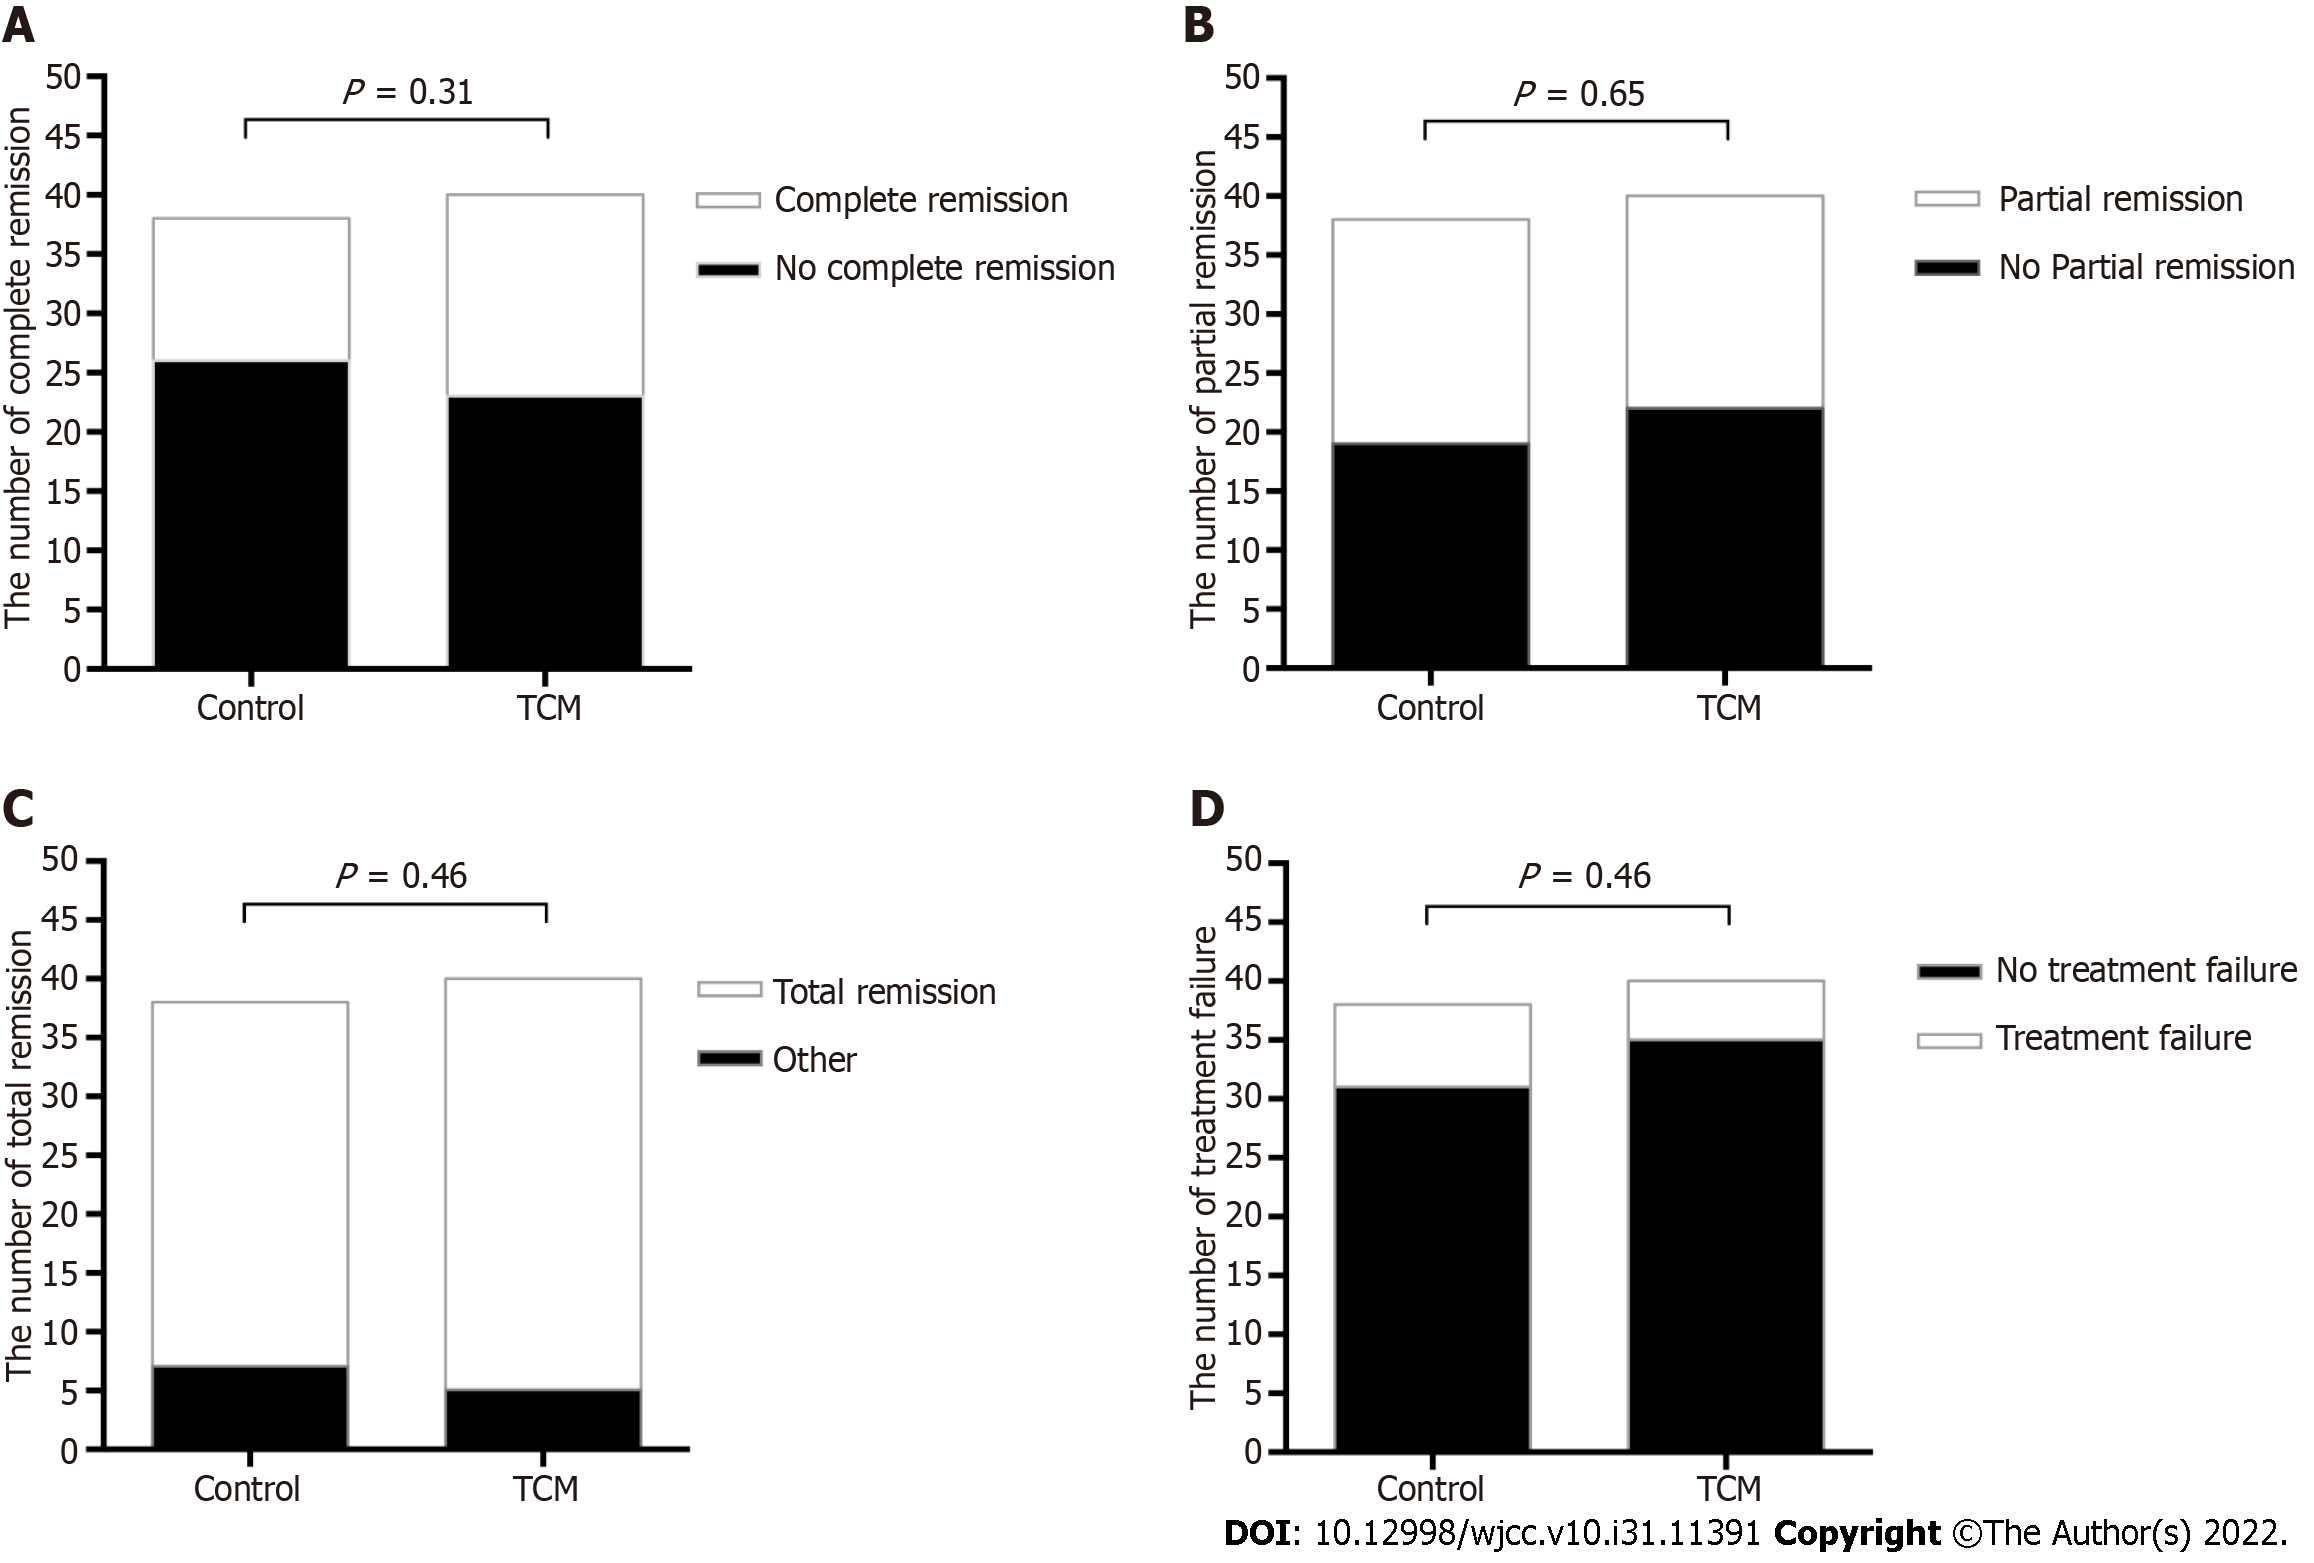 A
The number of complete remission
50
45
40
35
30
25
20
15
10
5
0
P = 0.31
Complete remission
No complete remission
Control
TCM
B
The number of partial remission
50
45
40
35
30
25
20
15
10
5
0
P = 0.65
Partial remission
No Partial remission
Control
TCM
C
The number of total remission
50
45
40
35
30
25
20
15
10
5
0
P = 0.46
Total remission
Other
Control
TCM
D
The number of treatment failure
50
45
40
35
30
25
20
15
10
5
0
P = 0.46
No treatment failure
Treatment failure
Control
TCM
DOI: 10.12998/wjcc.v10.i31.11391 Copyright ©The Author(s) 2022.